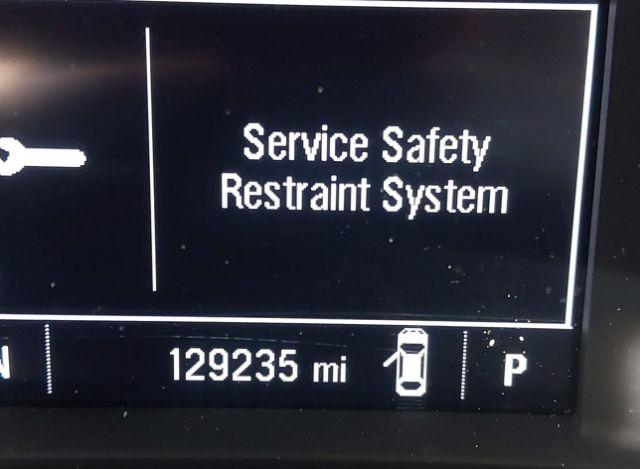 Service Safety
Restraint System
N
129235 mi
P